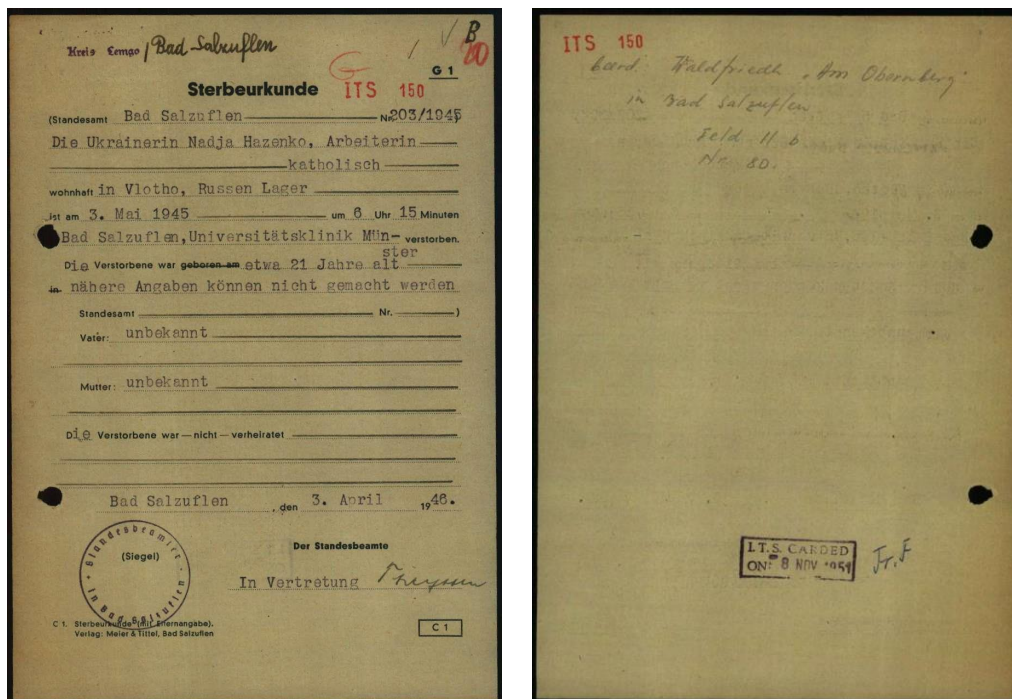 Kreis Lemgo / Bad Salzuflen
B
20
G 1
Sterbeurkunde
ITS 150
(Standesamt Bad Salzuflen Nr. 203/1945)
Die Ukrainerin Nadja Hazenko, Arbeiterin
katholisch
wohnhaft in Vlotho, Russen Lager
ist am 3. Mai 1945 um 6 Uhr 15 Minuten
Bad Salzuflen, Universitätsklinik Mün-
ster
verstorben.
Die Verstorbene war geboren am etwa 21 Jahre alt
in nähere Angaben können nicht gemacht werden
Standesamt Nr. )
Vater: unbekannt
Mutter: unbekannt
Die Verstorbene war — nicht — verheiratet
Bad Salzuflen, den 3. April 1946.
Standesbeamter in Bad Salzuflen
(Siegel)
Der Standesbeamte
In Vertretung
C 1. Sterbeurkunde (mit Elternangabe).
Verlag: Meier & Tittel, Bad Salzuflen
C 1
ITS 150
beerd. Waldfriedh. "Am Obernberg"
in Bad Salzuflen
Feld II b
Nr. 80.
I.T.S. CARDED
ON: 8 NOV 1951